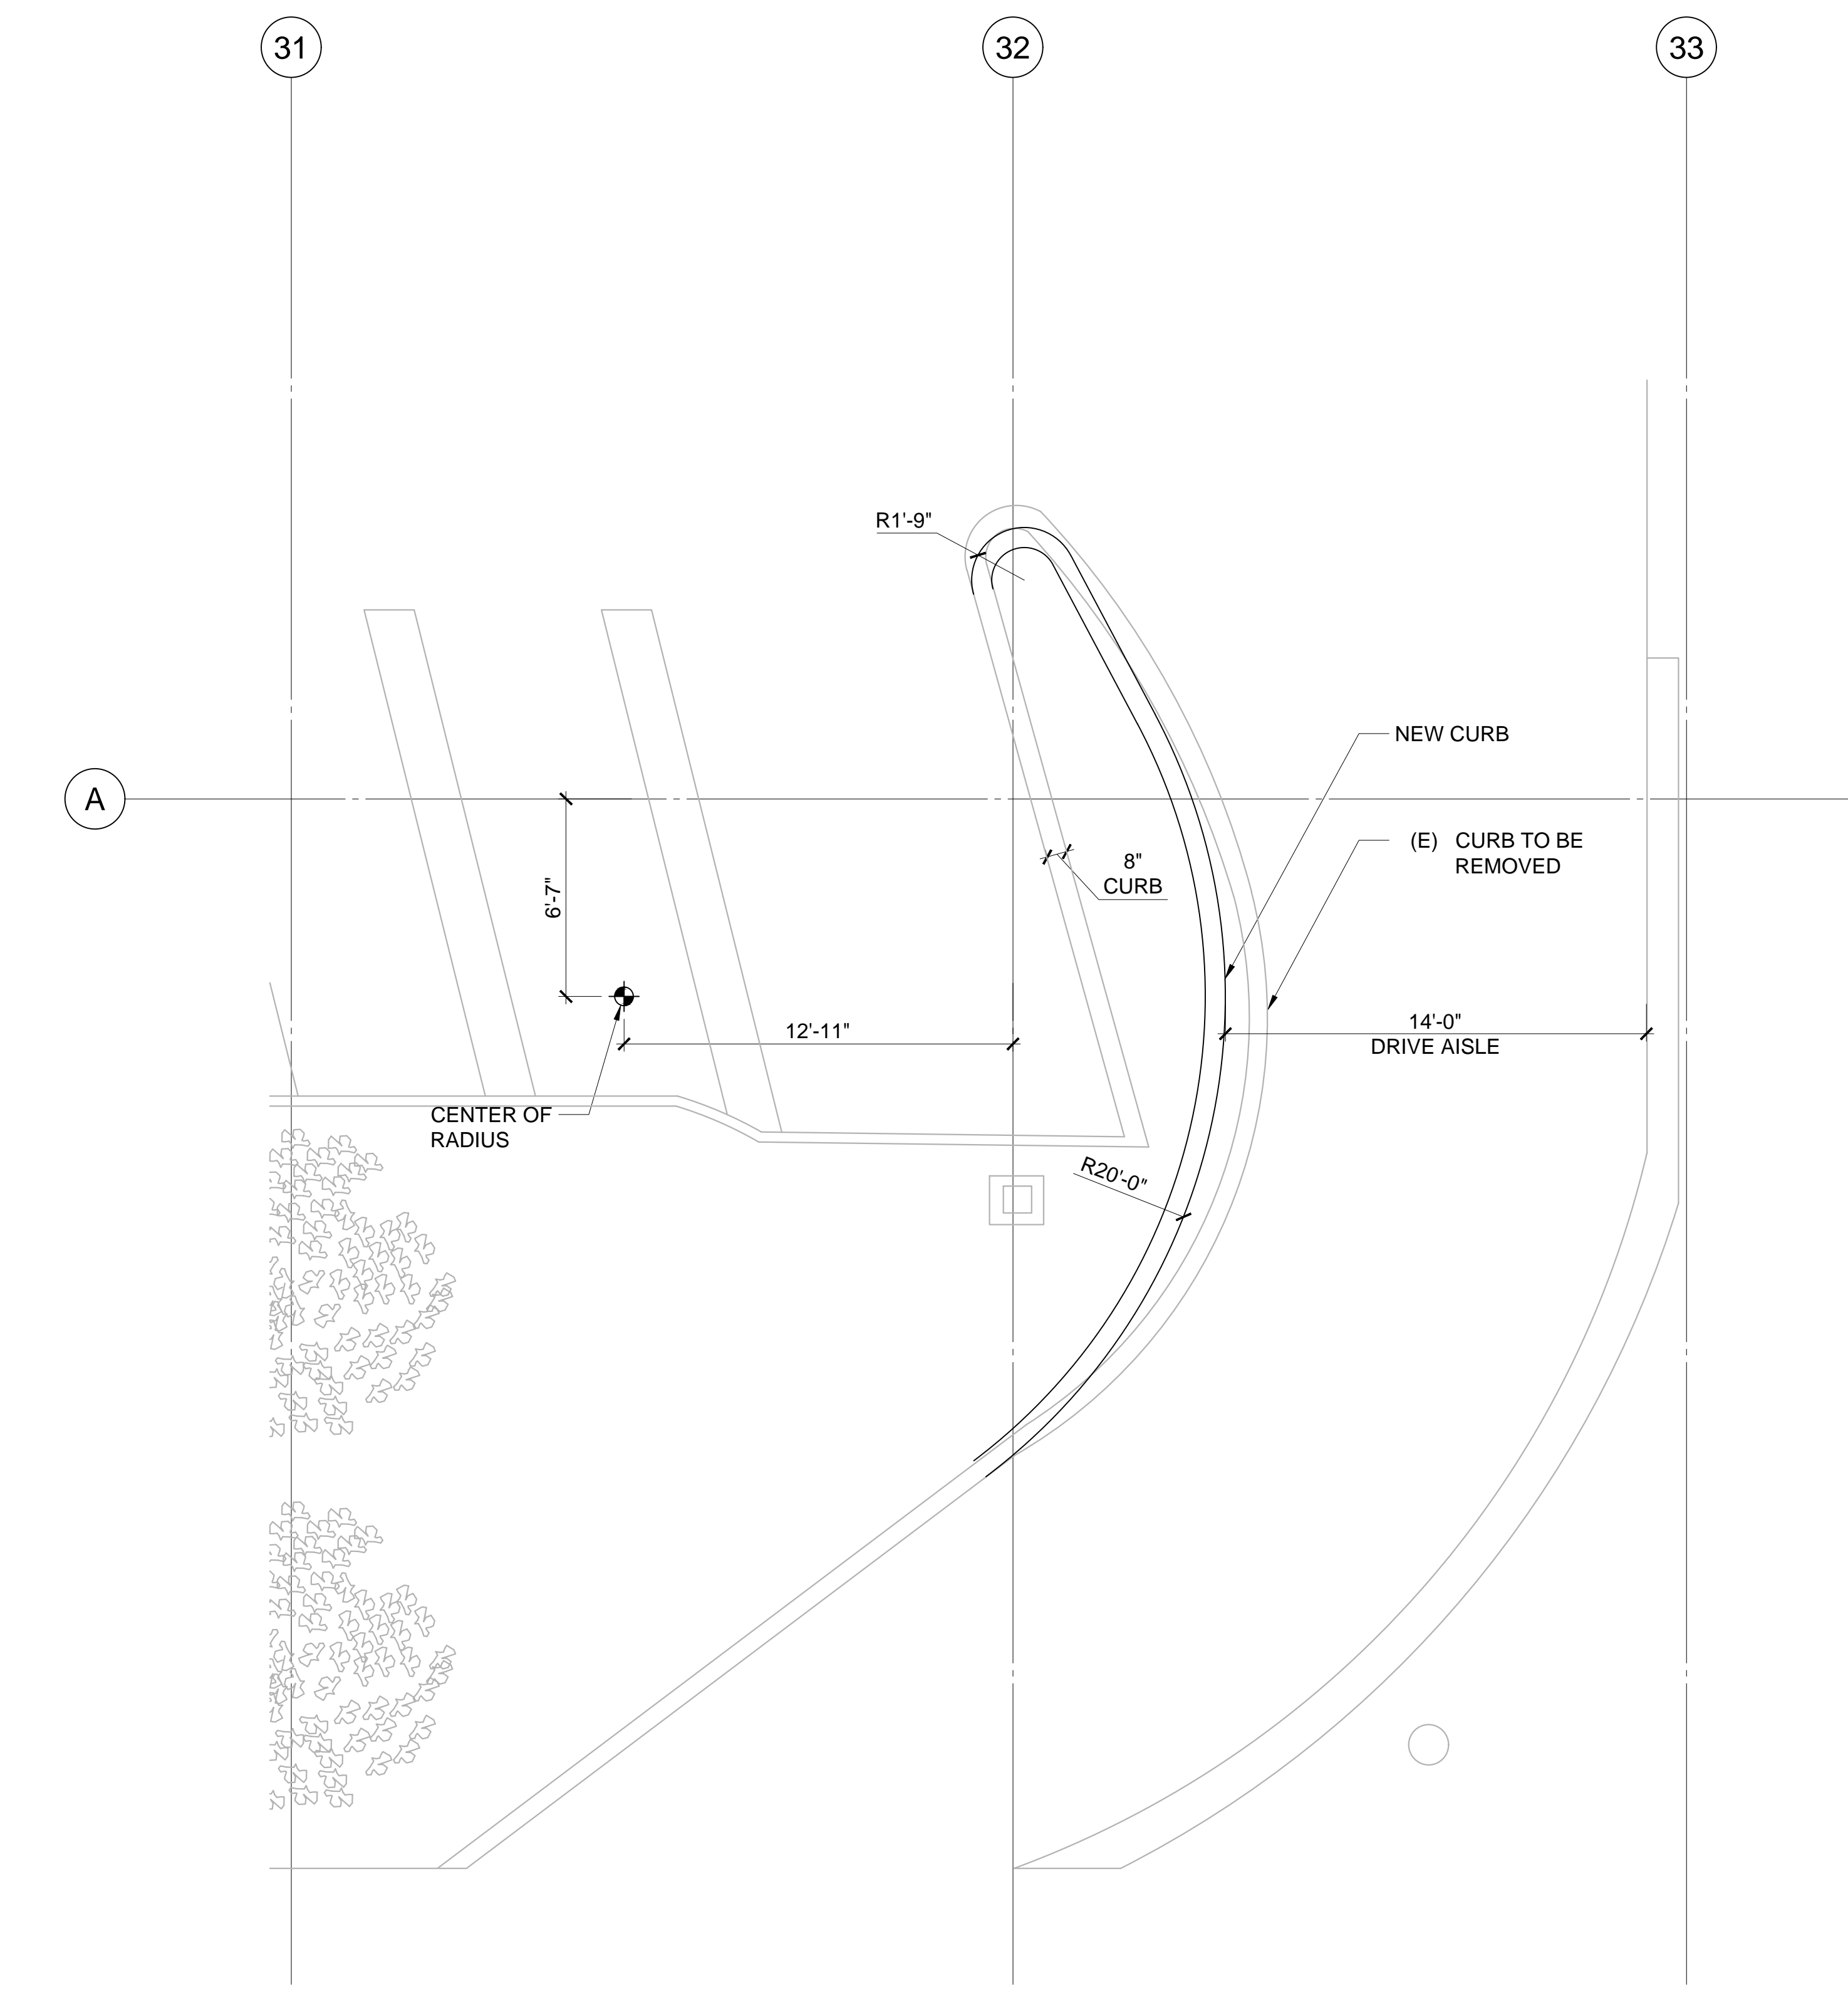 31
32
33
R1'-9"
NEW CURB
A
(E) CURB TO BE
REMOVED
8"
CURB
6'-7"
14'-0"
DRIVE AISLE
12'-11"
CENTER OF
RADIUS
R20'-0"